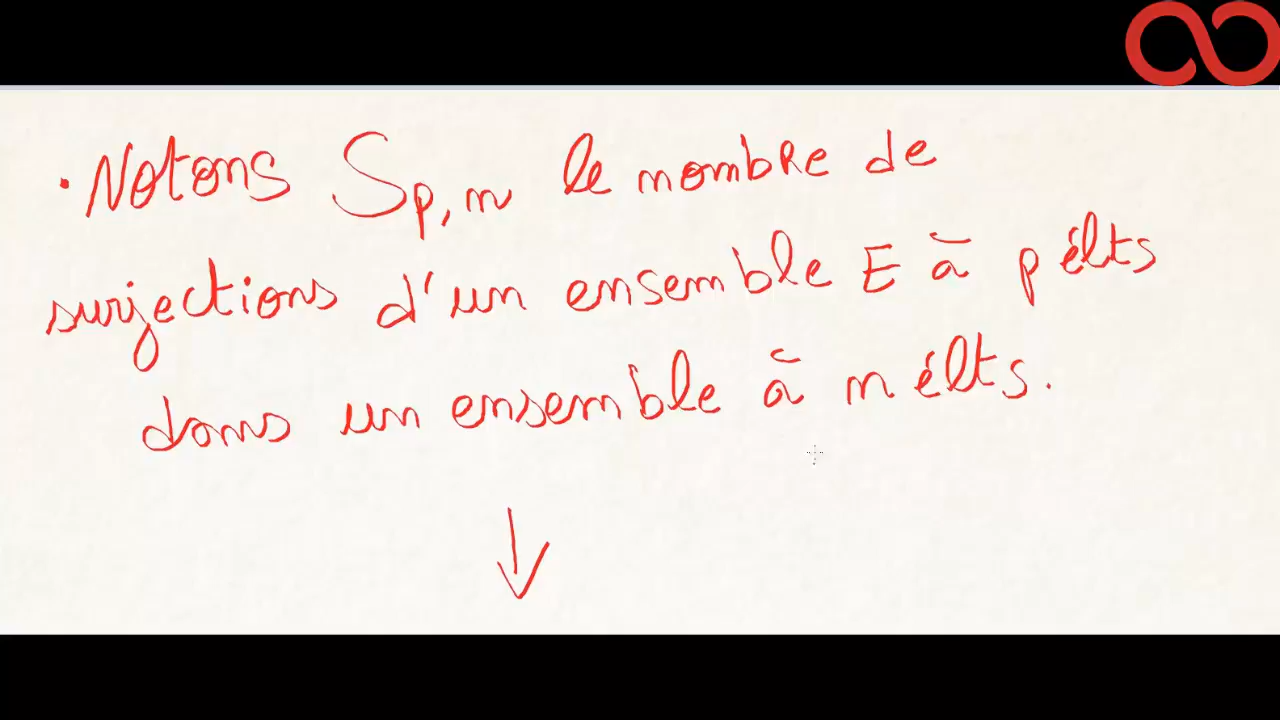 . Notons Sp,n le nombre de
surjections d'un ensemble E à p élts
dans un ensemble à n élts.